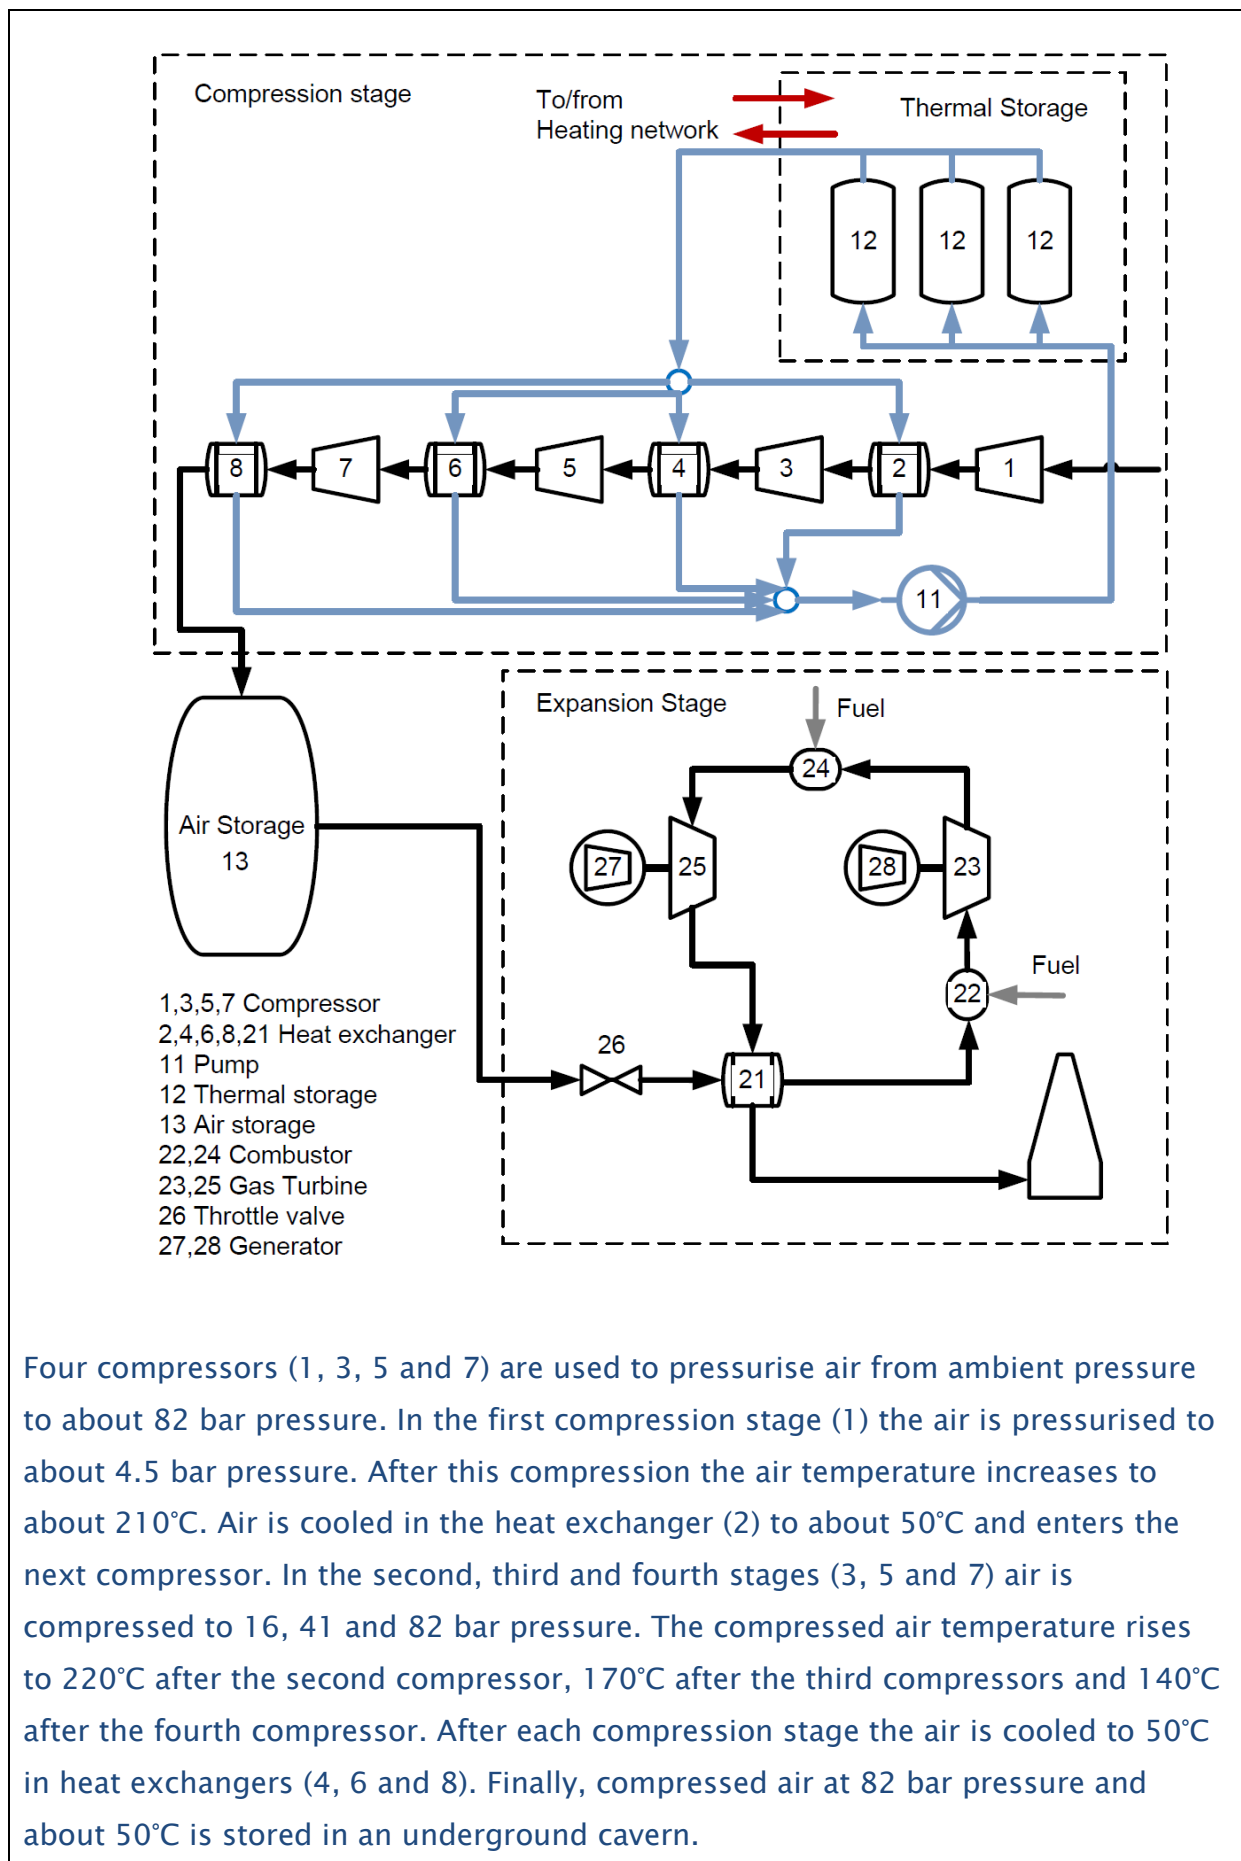 Compression stage
To/from
Heating network
Thermal Storage
12
12
12
8
7
6
5
4
3
2
1
11
Expansion Stage
Fuel
24
Air Storage
13
27
25
28
23
Fuel
22
26
21
1,3,5,7 Compressor
2,4,6,8,21 Heat exchanger
11 Pump
12 Thermal storage
13 Air storage
22,24 Combustor
23,25 Gas Turbine
26 Throttle valve
27,28 Generator
Four compressors (1, 3, 5 and 7) are used to pressurise air from ambient pressure
to about 82 bar pressure. In the first compression stage (1) the air is pressurised to
about 4.5 bar pressure. After this compression the air temperature increases to
about 210°C. Air is cooled in the heat exchanger (2) to about 50°C and enters the
next compressor. In the second, third and fourth stages (3, 5 and 7) air is
compressed to 16, 41 and 82 bar pressure. The compressed air temperature rises
to 220°C after the second compressor, 170°C after the third compressors and 140°C
after the fourth compressor. After each compression stage the air is cooled to 50°C
in heat exchangers (4, 6 and 8). Finally, compressed air at 82 bar pressure and
about 50°C is stored in an underground cavern.